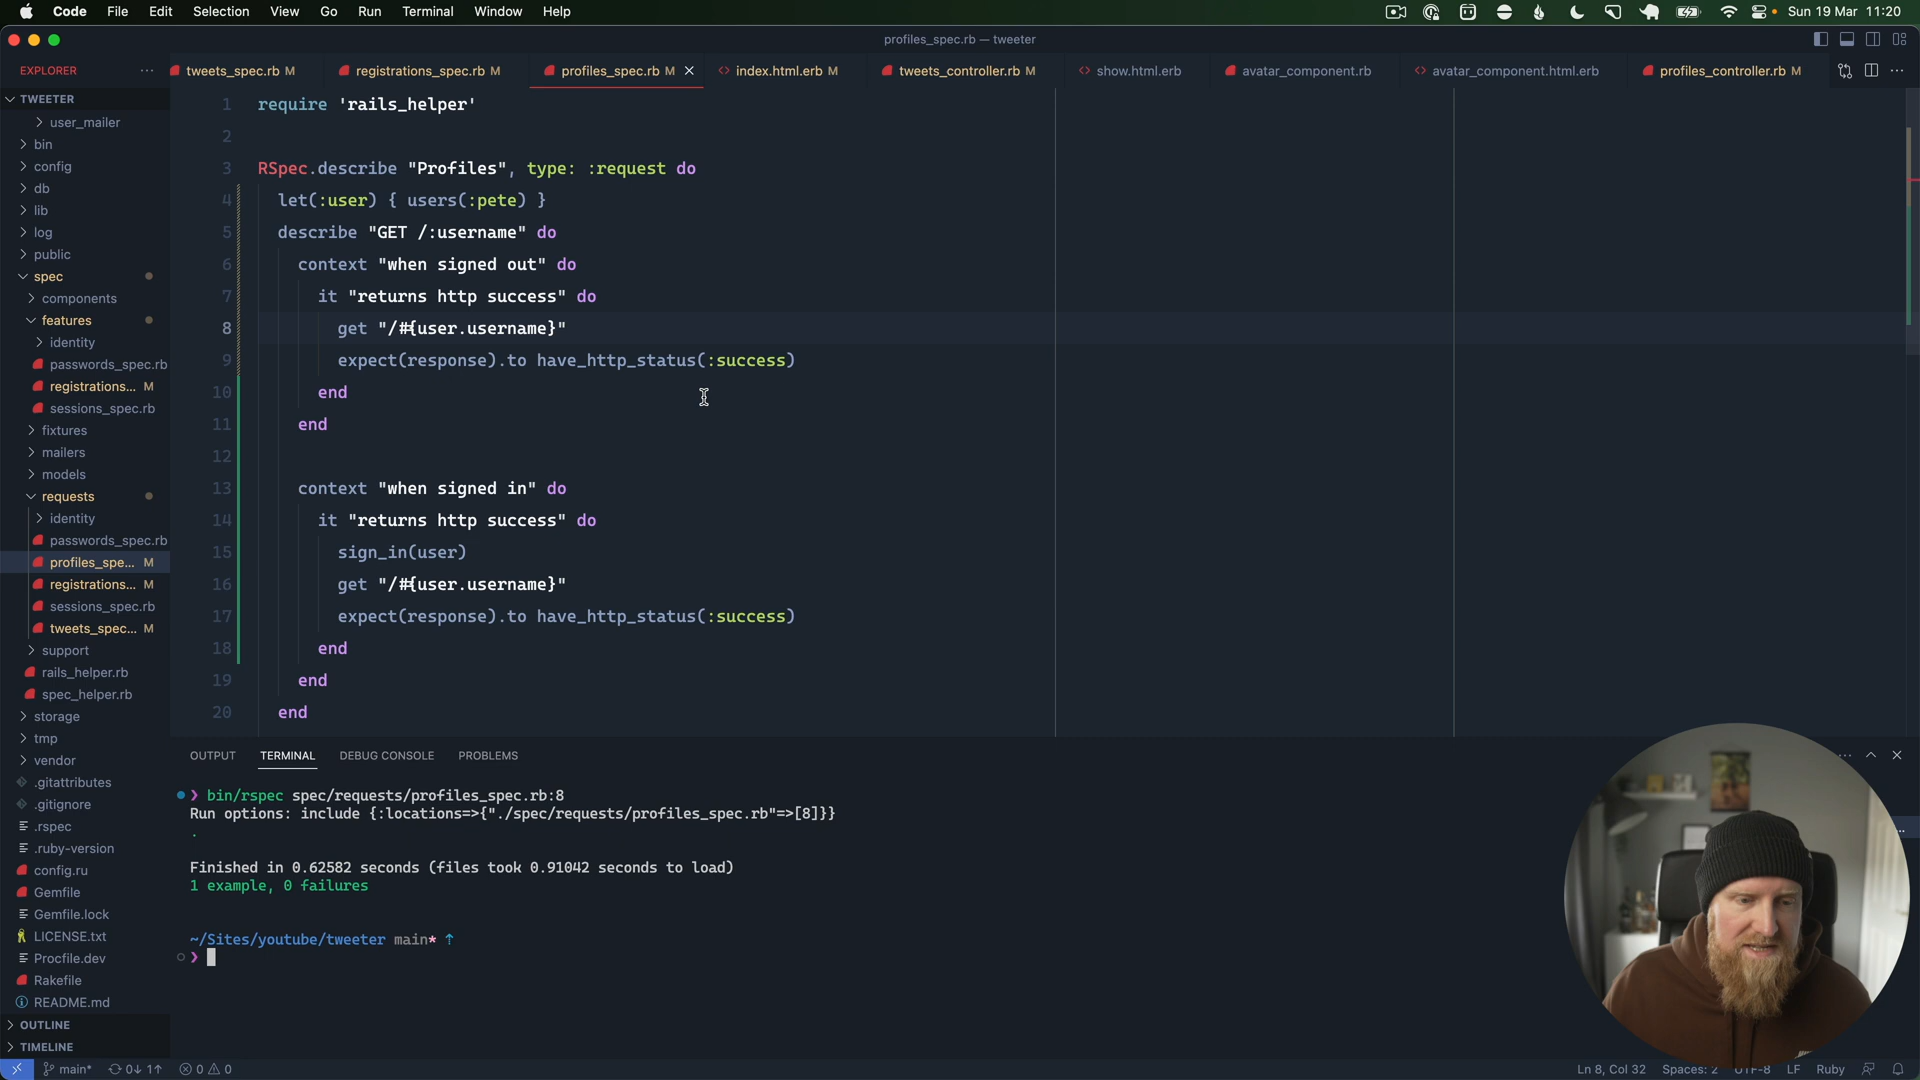 Code File Edit Selection View Go Run Terminal Window Help
Sun 19 Mar 11:20
profiles_spec.rb — tweeter
EXPLORER
tweets_spec.rb M
registrations_spec.rb M
profiles_spec.rb M
index.html.erb M
tweets_controller.rb M
show.html.erb
avatar_component.rb
avatar_component.html.erb
profiles_controller.rb M
TWEETER
user_mailer
bin
config
db
lib
log
public
spec
components
features
identity
passwords_spec.rb
registrations... M
sessions_spec.rb
fixtures
mailers
models
requests
identity
passwords_spec.rb
profiles_spe... M
registrations... M
sessions_spec.rb
tweets_spec... M
support
rails_helper.rb
spec_helper.rb
storage
tmp
vendor
.gitattributes
.gitignore
.rspec
.ruby-version
config.ru
Gemfile
Gemfile.lock
LICENSE.txt
Procfile.dev
Rakefile
README.md
OUTLINE
TIMELINE
1 require 'rails_helper'
2
3 RSpec.describe "Profiles", type: :request do
4 let(:user) { users(:pete) }
5 describe "GET /:username" do
6 context "when signed out" do
7 it "returns http success" do
8 get "/#{user.username}"
9 expect(response).to have_http_status(:success)
10 end
11 end
12
13 context "when signed in" do
14 it "returns http success" do
15 sign_in(user)
16 get "/#{user.username}"
17 expect(response).to have_http_status(:success)
18 end
19 end
20 end
OUTPUT TERMINAL DEBUG CONSOLE PROBLEMS
❯ bin/rspec spec/requests/profiles_spec.rb:8
Run options: include {:locations=>{"./spec/requests/profiles_spec.rb"=>[8]}}
.
Finished in 0.62582 seconds (files took 0.91042 seconds to load)
1 example, 0 failures
~/Sites/youtube/tweeter main* ↑
❯
main* 0↓ 1↑ 0 0
Ln 8, Col 32 Spaces: 2 UTF-8 LF Ruby